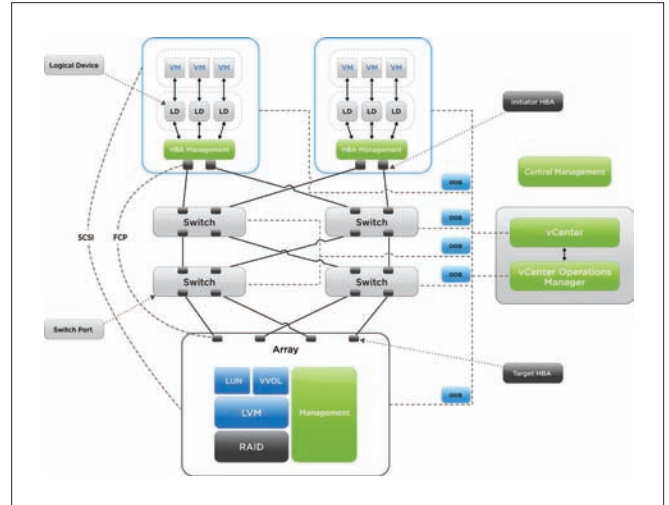 VM VM VM
VM VM VM
Logical Device
LD LD LD
LD LD LD
Initiator HBA
HBA Management
HBA Management
Central Management
OOB
OOB
Switch
Switch
vCenter
SCSI
FCP
OOB
vCenter Operations
Manager
OOB
Switch
Switch
Switch Port
Array
Target HBA
LUN
VVOL
OOB
LVM
Management
RAID